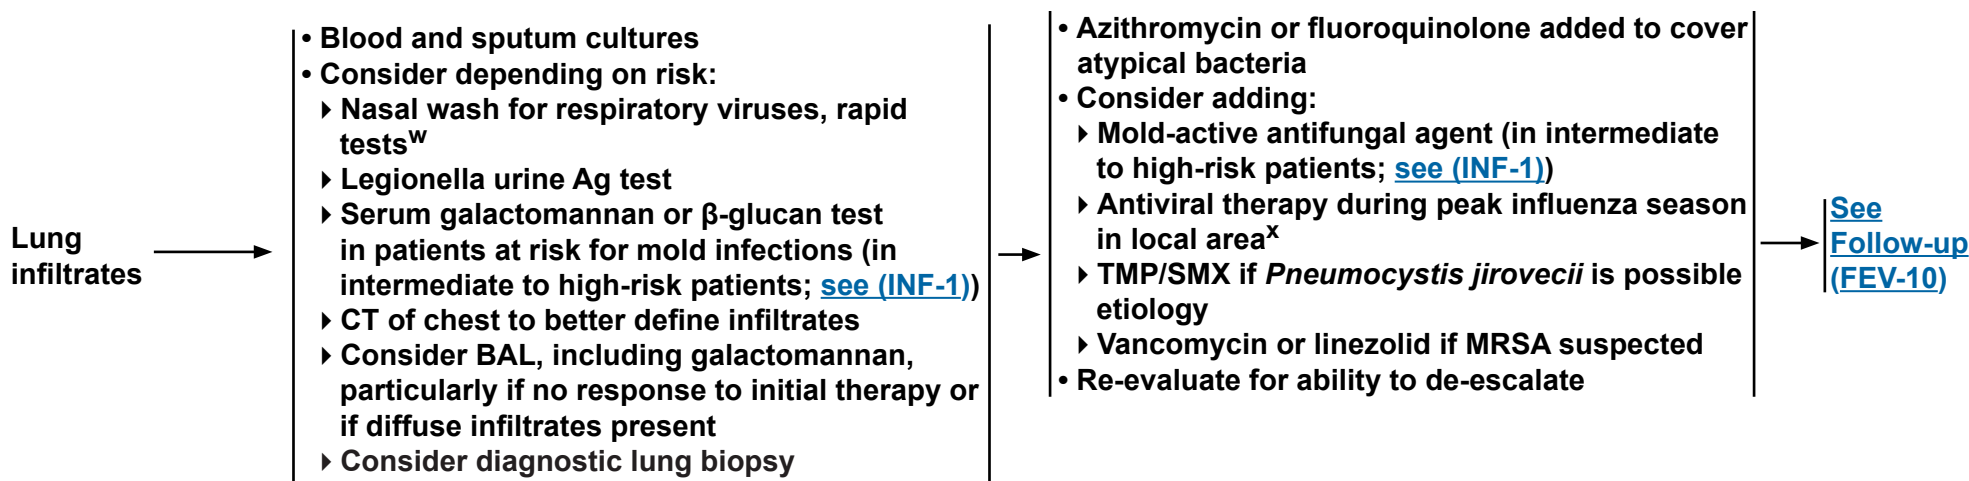 Lung
infiltrates
• Blood and sputum cultures
• Consider depending on risk:
▸ Nasal wash for respiratory viruses, rapid
tests^w
▸ Legionella urine Ag test
▸ Serum galactomannan or β-glucan test
in patients at risk for mold infections (in
intermediate to high-risk patients; see (INF-1))
▸ CT of chest to better define infiltrates
▸ Consider BAL, including galactomannan,
particularly if no response to initial therapy or
if diffuse infiltrates present
▸ Consider diagnostic lung biopsy
• Azithromycin or fluoroquinolone added to cover
atypical bacteria
• Consider adding:
▸ Mold-active antifungal agent (in intermediate
to high-risk patients; see (INF-1))
▸ Antiviral therapy during peak influenza season
in local area^x
▸ TMP/SMX if Pneumocystis jirovecii is possible
etiology
▸ Vancomycin or linezolid if MRSA suspected
• Re-evaluate for ability to de-escalate
See
Follow-up
(FEV-10)